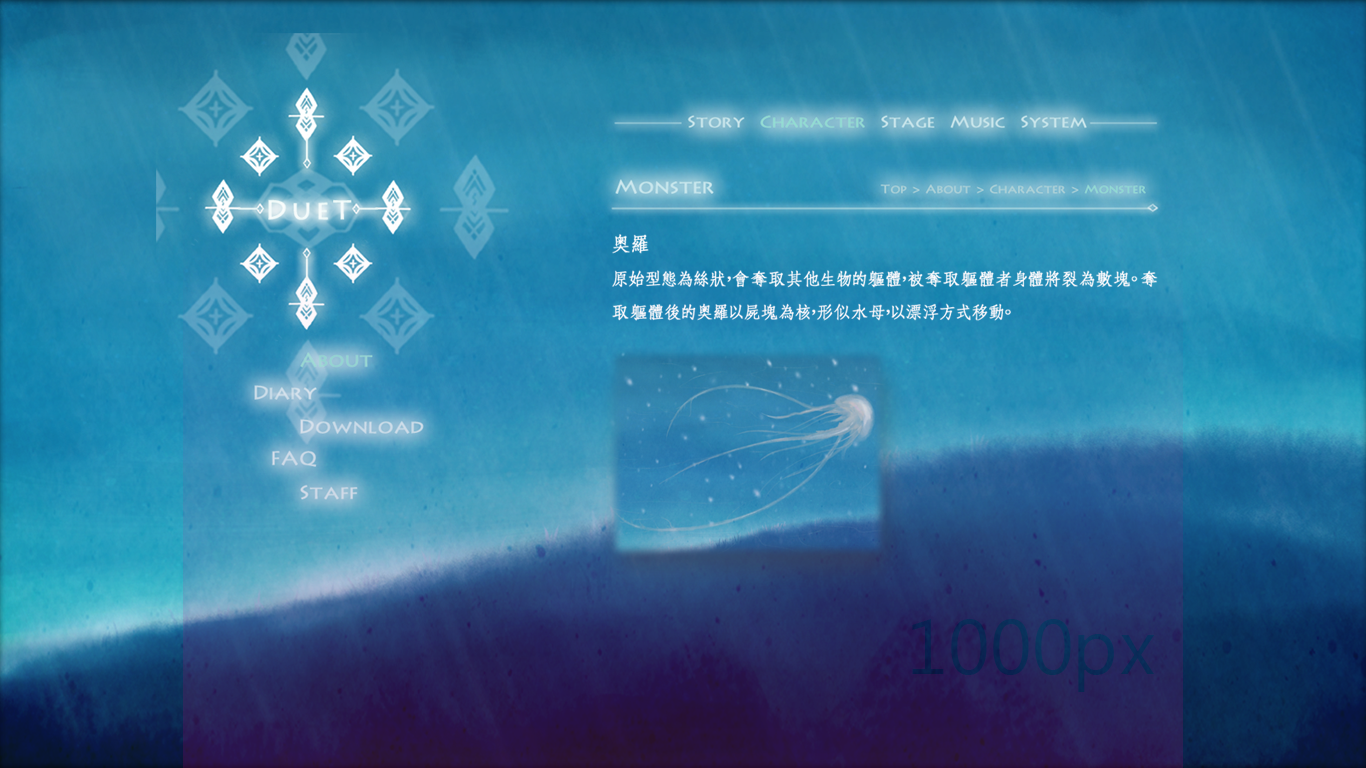 Story Character Stage Music System
Monster
Top > About > Character > Monster
DUET
About
Diary
Download
FAQ
Staff
奧羅
原始型態為絲狀，會奪取其他生物的軀體，被奪取軀體者身體將裂為數塊。奪
取軀體後的奧羅以屍塊為核，形似水母，以漂浮方式移動。
1000px